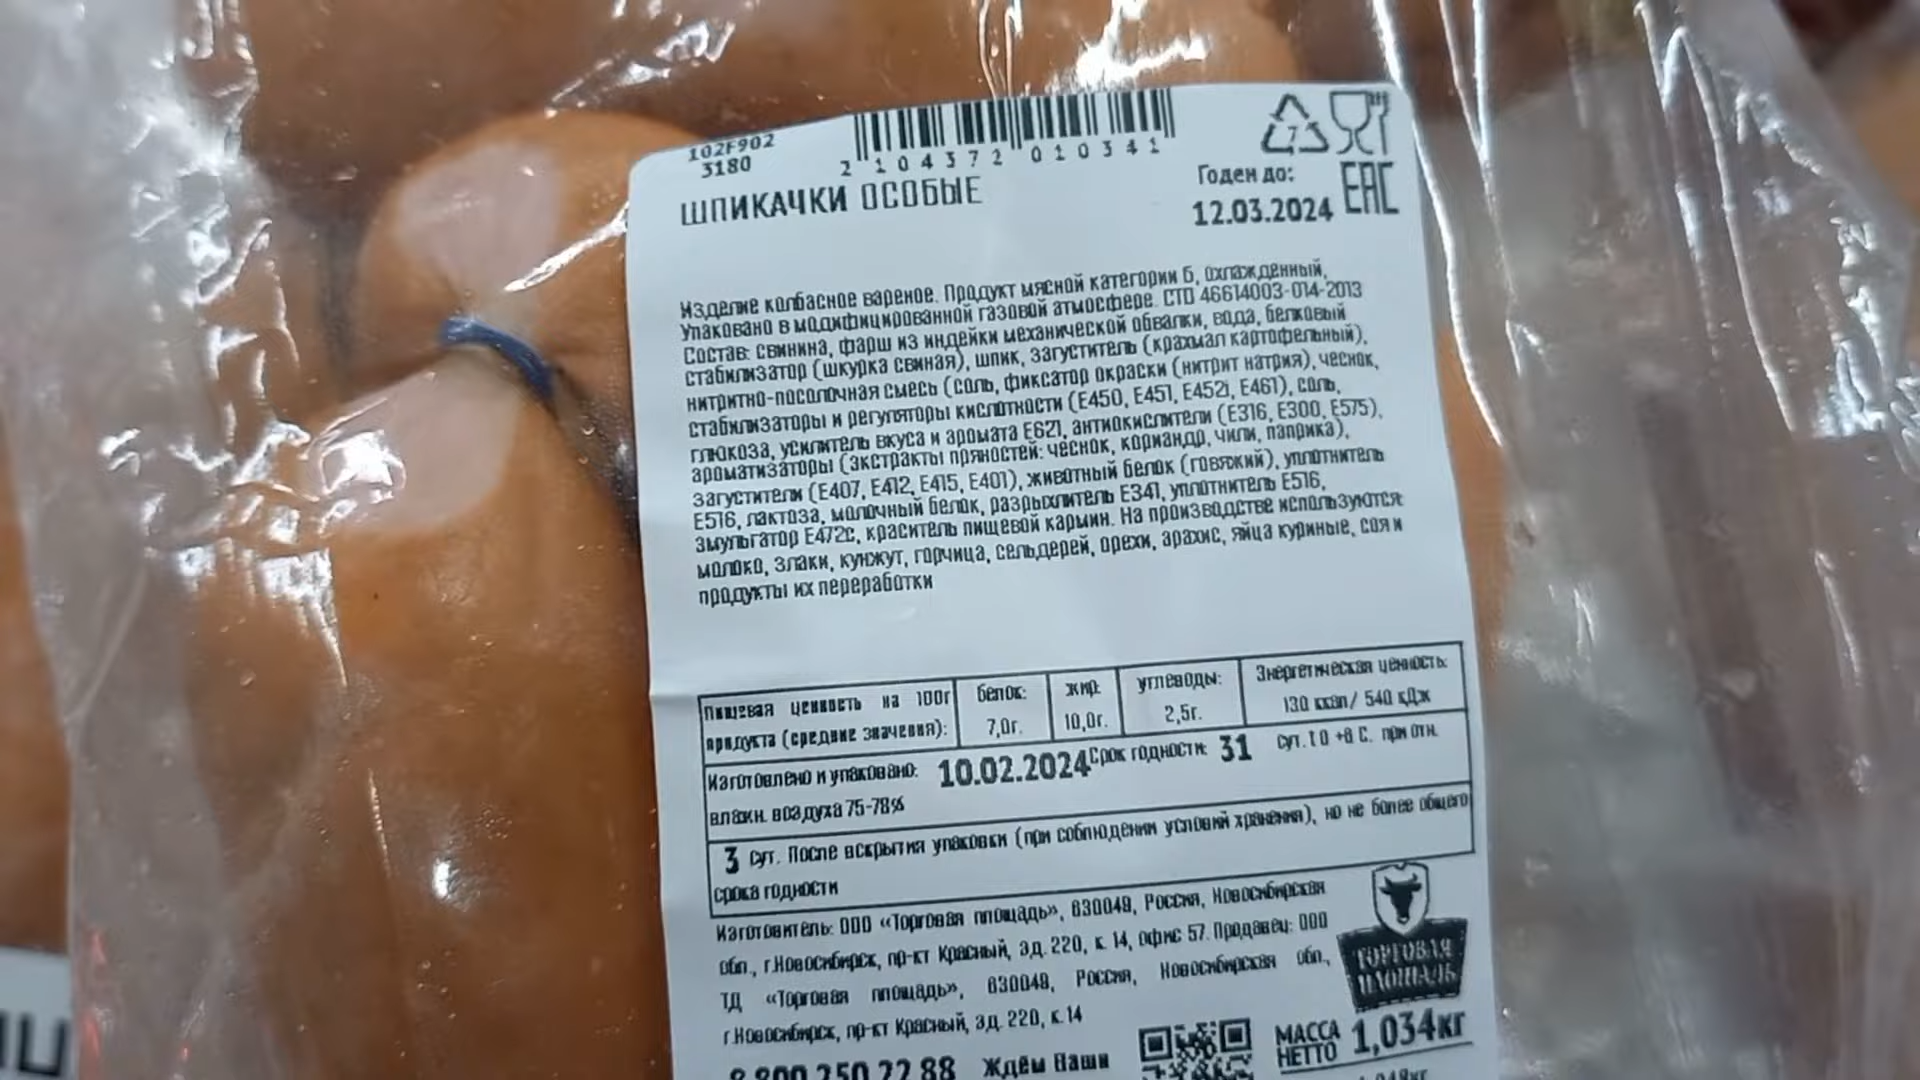 102F902
3180
2 104372 010341
ШПИКАЧКИ ОСОБЫЕ
Годен до:
12.03.2024
EAC
7
Изделие колбасное вареное. Продукт мясной категории Б, охлажденный,
Упаковано в модифицированной газовой атмосфере. СТО 46614003-014-2013
Состав: свинина, фарш из индейки механической обвалки, вода, белковый
стабилизатор (шкурка свиная), шпик, загуститель (крахмал картофельный),
нитритно-посолочная смесь (соль, фиксатор окраски (нитрит натрия), чеснок,
стабилизаторы и регуляторы кислотности (Е450, Е451, Е452i, Е461), соль,
глюкоза, усилитель вкуса и аромата Е621, антиокислители (Е316, Е300, Е575),
ароматизаторы (экстракты пряностей: чеснок, кориандр, чили, паприка),
загустители (Е407, Е412, Е415, Е401), животный белок (говяжий), уплотнитель
Е516, лактоза, молочный белок, разрыхлитель Е341, уплотнитель Е516,
эмульгатор Е472с, краситель пищевой кармин. На производстве используются:
молоко, злаки, кунжут, горчица, сельдерей, орехи, арахис, яйца куриные, соя и
продукты их переработки
Пищевая ценность на 100г
продукта (средние значения):
белок:
7,0г.
жир:
10,0г.
углеводы:
2,5г.
Энергетическая ценность:
130 ккал/ 540 кДж
Изготовлено и упаковано: 10.02.2024 Срок годности: 31 сут. t 0 +6 С. при отн.
влажн. воздуха 75-78%
3 сут. После вскрытия упаковки (при соблюдении условий хранения), но не более общего
срока годности
Изготовитель: ООО «Торговая площадь», 630049, Россия, Новосибирская
обл., г.Новосибирск, пр-кт Красный, зд. 220, к. 14, офис 57. Продавец: ООО
ТД «Торговая площадь», 630049, Россия, Новосибирская обл.,
г.Новосибирск, пр-кт Красный, зд. 220, к. 14
ТОРГОВАЯ
ПЛОЩАДЬ
8 800 250 22 88 Ждём Ваши
МАССА
НЕТТО 1,034кг